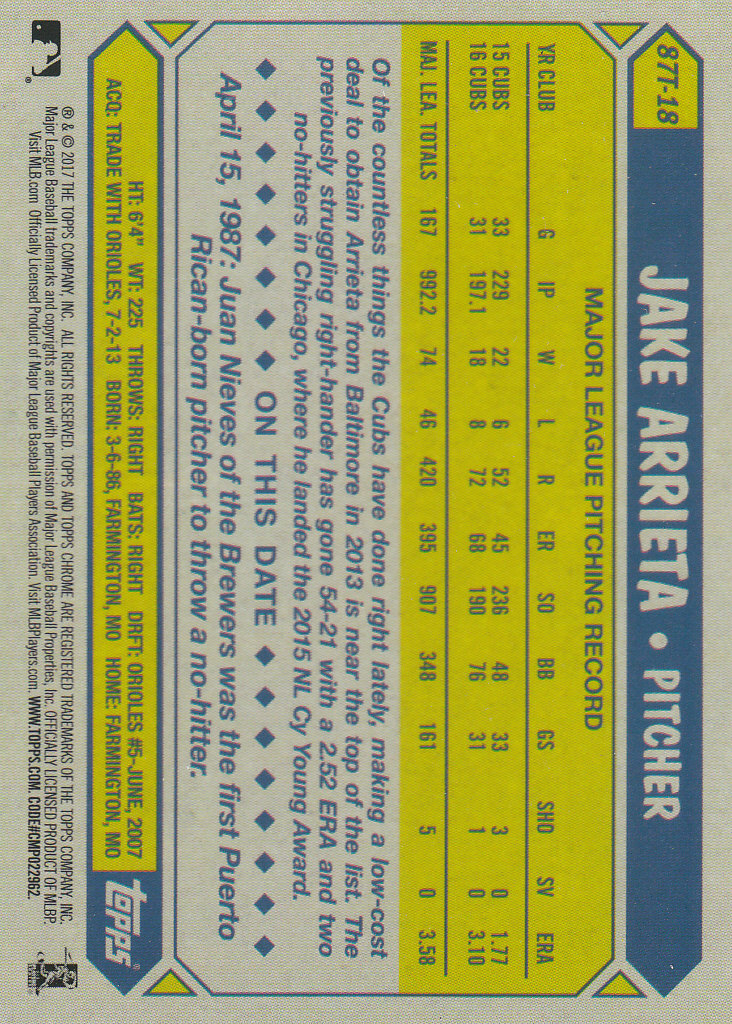 87T-18
JAKE ARRIETA • PITCHER
MAJOR LEAGUE PITCHING RECORD
YR CLUB G IP W L R ER SO BB GS SHO SV ERA
15 CUBS 33 229 22 6 52 45 236 48 33 3 0 1.77
16 CUBS 31 197.1 18 8 72 68 190 76 31 1 0 3.10
MAJ. LEA. TOTALS 167 992.2 74 46 420 395 907 348 161 5 0 3.58
Of the countless things the Cubs have done right lately, making a low-cost
deal to obtain Arrieta from Baltimore in 2013 is near the top of the list. The
previously struggling right-hander has gone 54-21 with a 2.52 ERA and two
no-hitters in Chicago, where he landed the 2015 NL Cy Young Award.
ON THIS DATE
April 15, 1987: Juan Nieves of the Brewers was the first Puerto
Rican-born pitcher to throw a no-hitter.
HT: 6'4" WT: 225 THROWS: RIGHT BATS: RIGHT DRFT: ORIOLES #5-JUNE, 2007
ACQ: TRADE WITH ORIOLES, 7-2-13 BORN: 3-6-86, FARMINGTON, MO HOME: FARMINGTON, MO
TOPPS®
® & © 2017 THE TOPPS COMPANY, INC. ALL RIGHTS RESERVED. TOPPS AND TOPPS CHROME ARE REGISTERED TRADEMARKS OF THE TOPPS COMPANY, INC.
Major League Baseball trademarks and copyrights are used with permission of Major League Baseball Properties, Inc. OFFICIALLY LICENSED PRODUCT OF MLBP.
Visit MLB.com Officially Licensed Product of Major League Baseball Players Association. Visit MLBPlayers.com. WWW.TOPPS.COM. CODE#CMP022962.